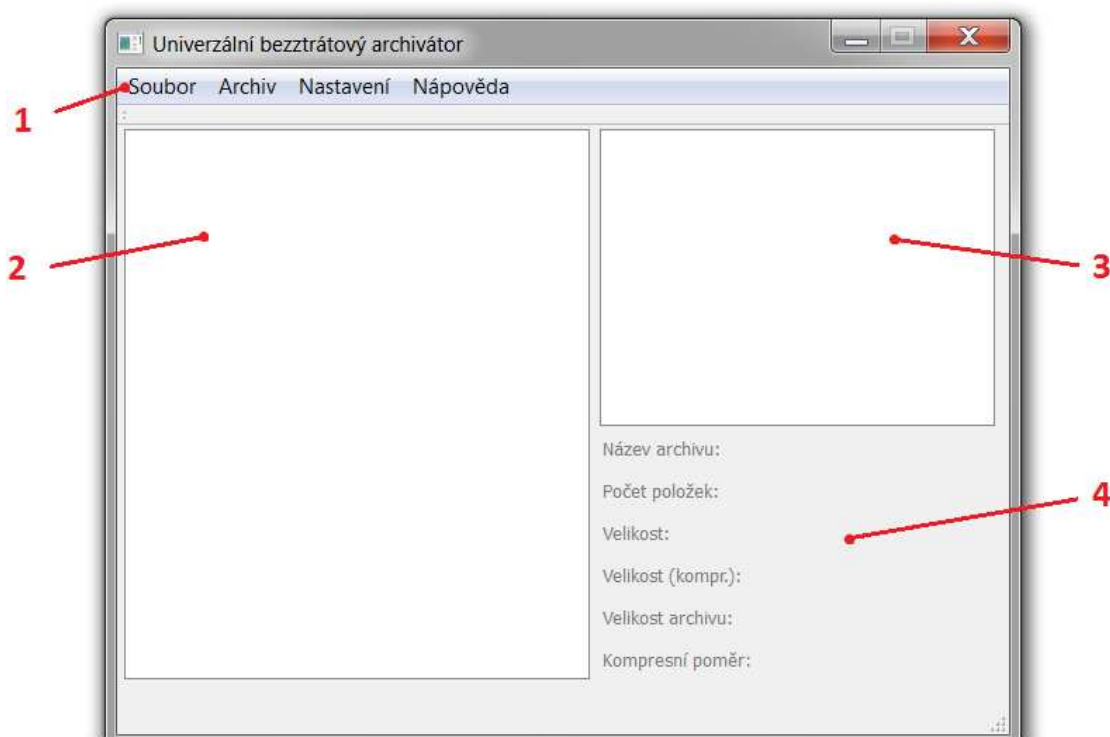 Univerzální bezztrátový archivátor
Soubor Archiv Nastavení Nápověda
1
2
3
Název archivu:
Počet položek:
4
Velikost:
Velikost (kompr.):
Velikost archivu:
Kompresní poměr: